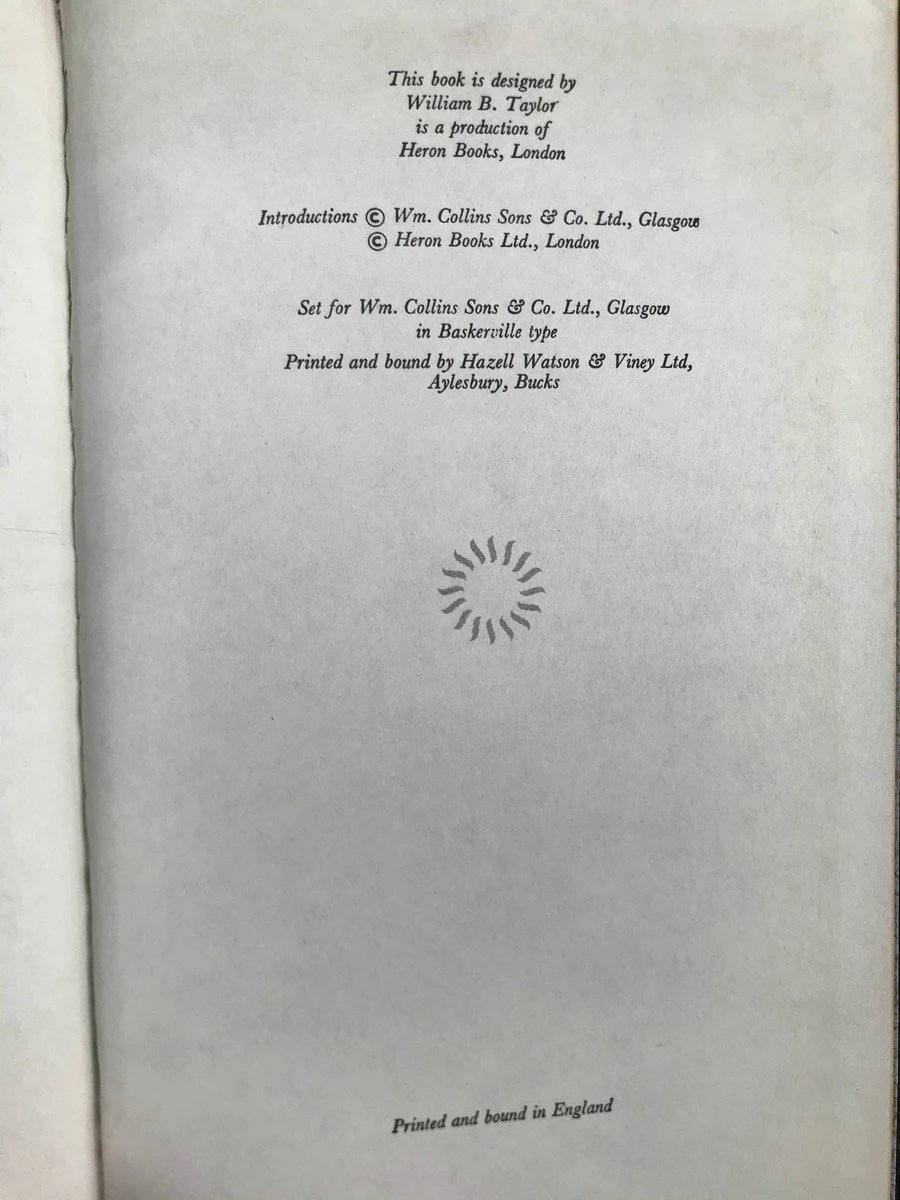 This book is designed by
William B. Taylor
is a production of
Heron Books, London
Introductions © Wm. Collins Sons & Co. Ltd., Glasgow
© Heron Books Ltd., London
Set for Wm. Collins Sons & Co. Ltd., Glasgow
in Baskerville type
Printed and bound by Hazell Watson & Viney Ltd,
Aylesbury, Bucks
Printed and bound in England